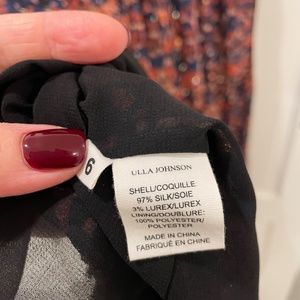 6
ULLA JOHNSON
SHELL/COQUILLE:
97% SILK/SOIE
3% LUREX/LUREX
LINING/DOUBLURE:
100% POLYESTER/
POLYESTER
MADE IN CHINA
FABRIQUÉ EN CHINE